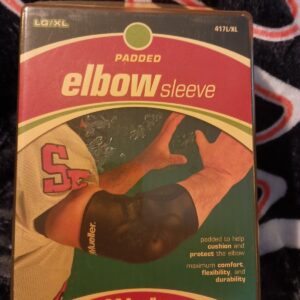 LG/XL
417L/XL
PADDED
elbow sleeve
Mueller
padded to help
cushion and
protect the elbow
maximum comfort,
flexibility, and
durability